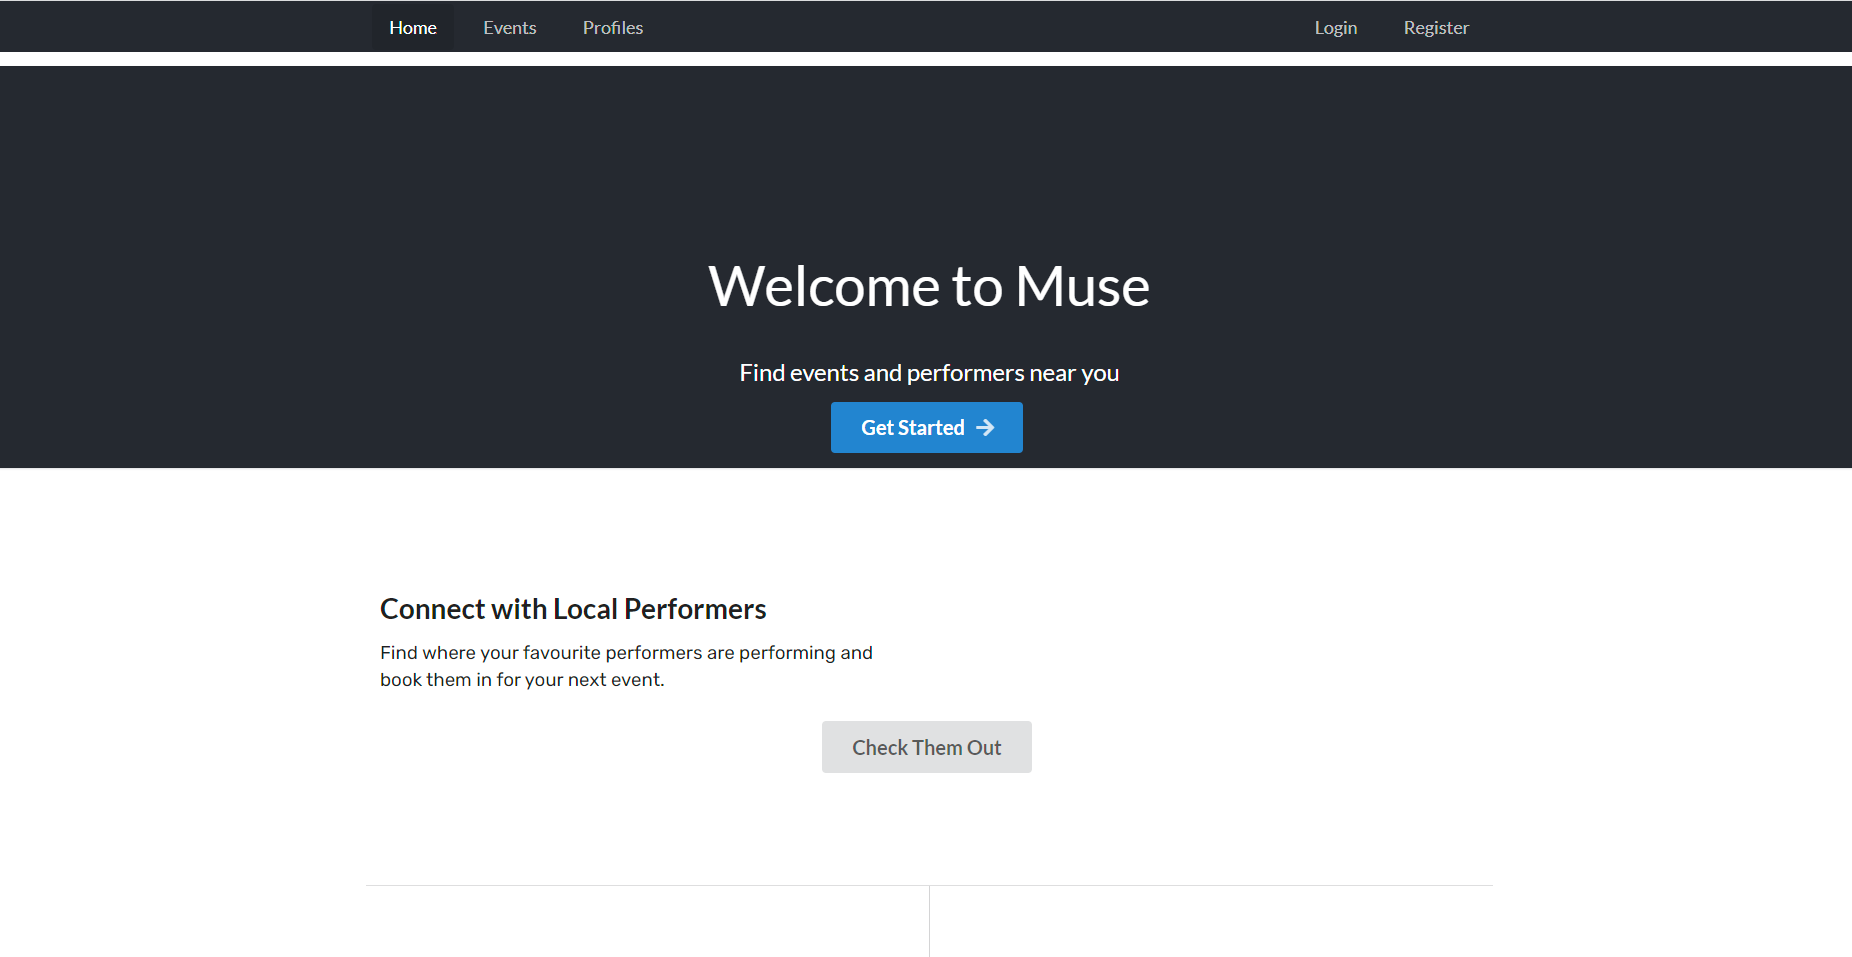 Home Events Profiles Login Register
Welcome to Muse
Find events and performers near you
Get Started
Connect with Local Performers
Find where your favourite performers are performing and
book them in for your next event.
Check Them Out